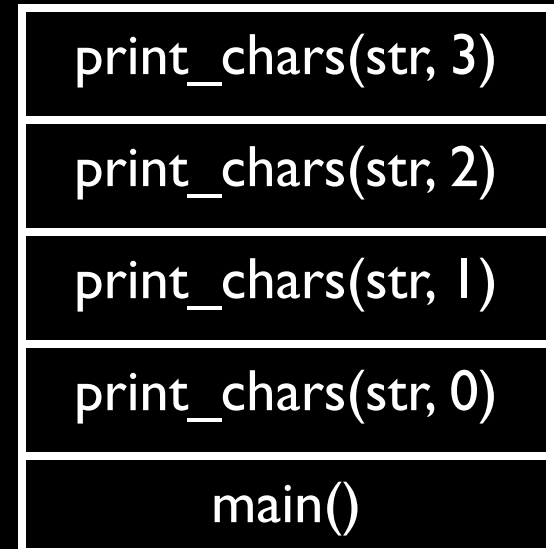 print_chars(str, 3)
print_chars(str, 2)
print_chars(str, 1)
print_chars(str, 0)
main()